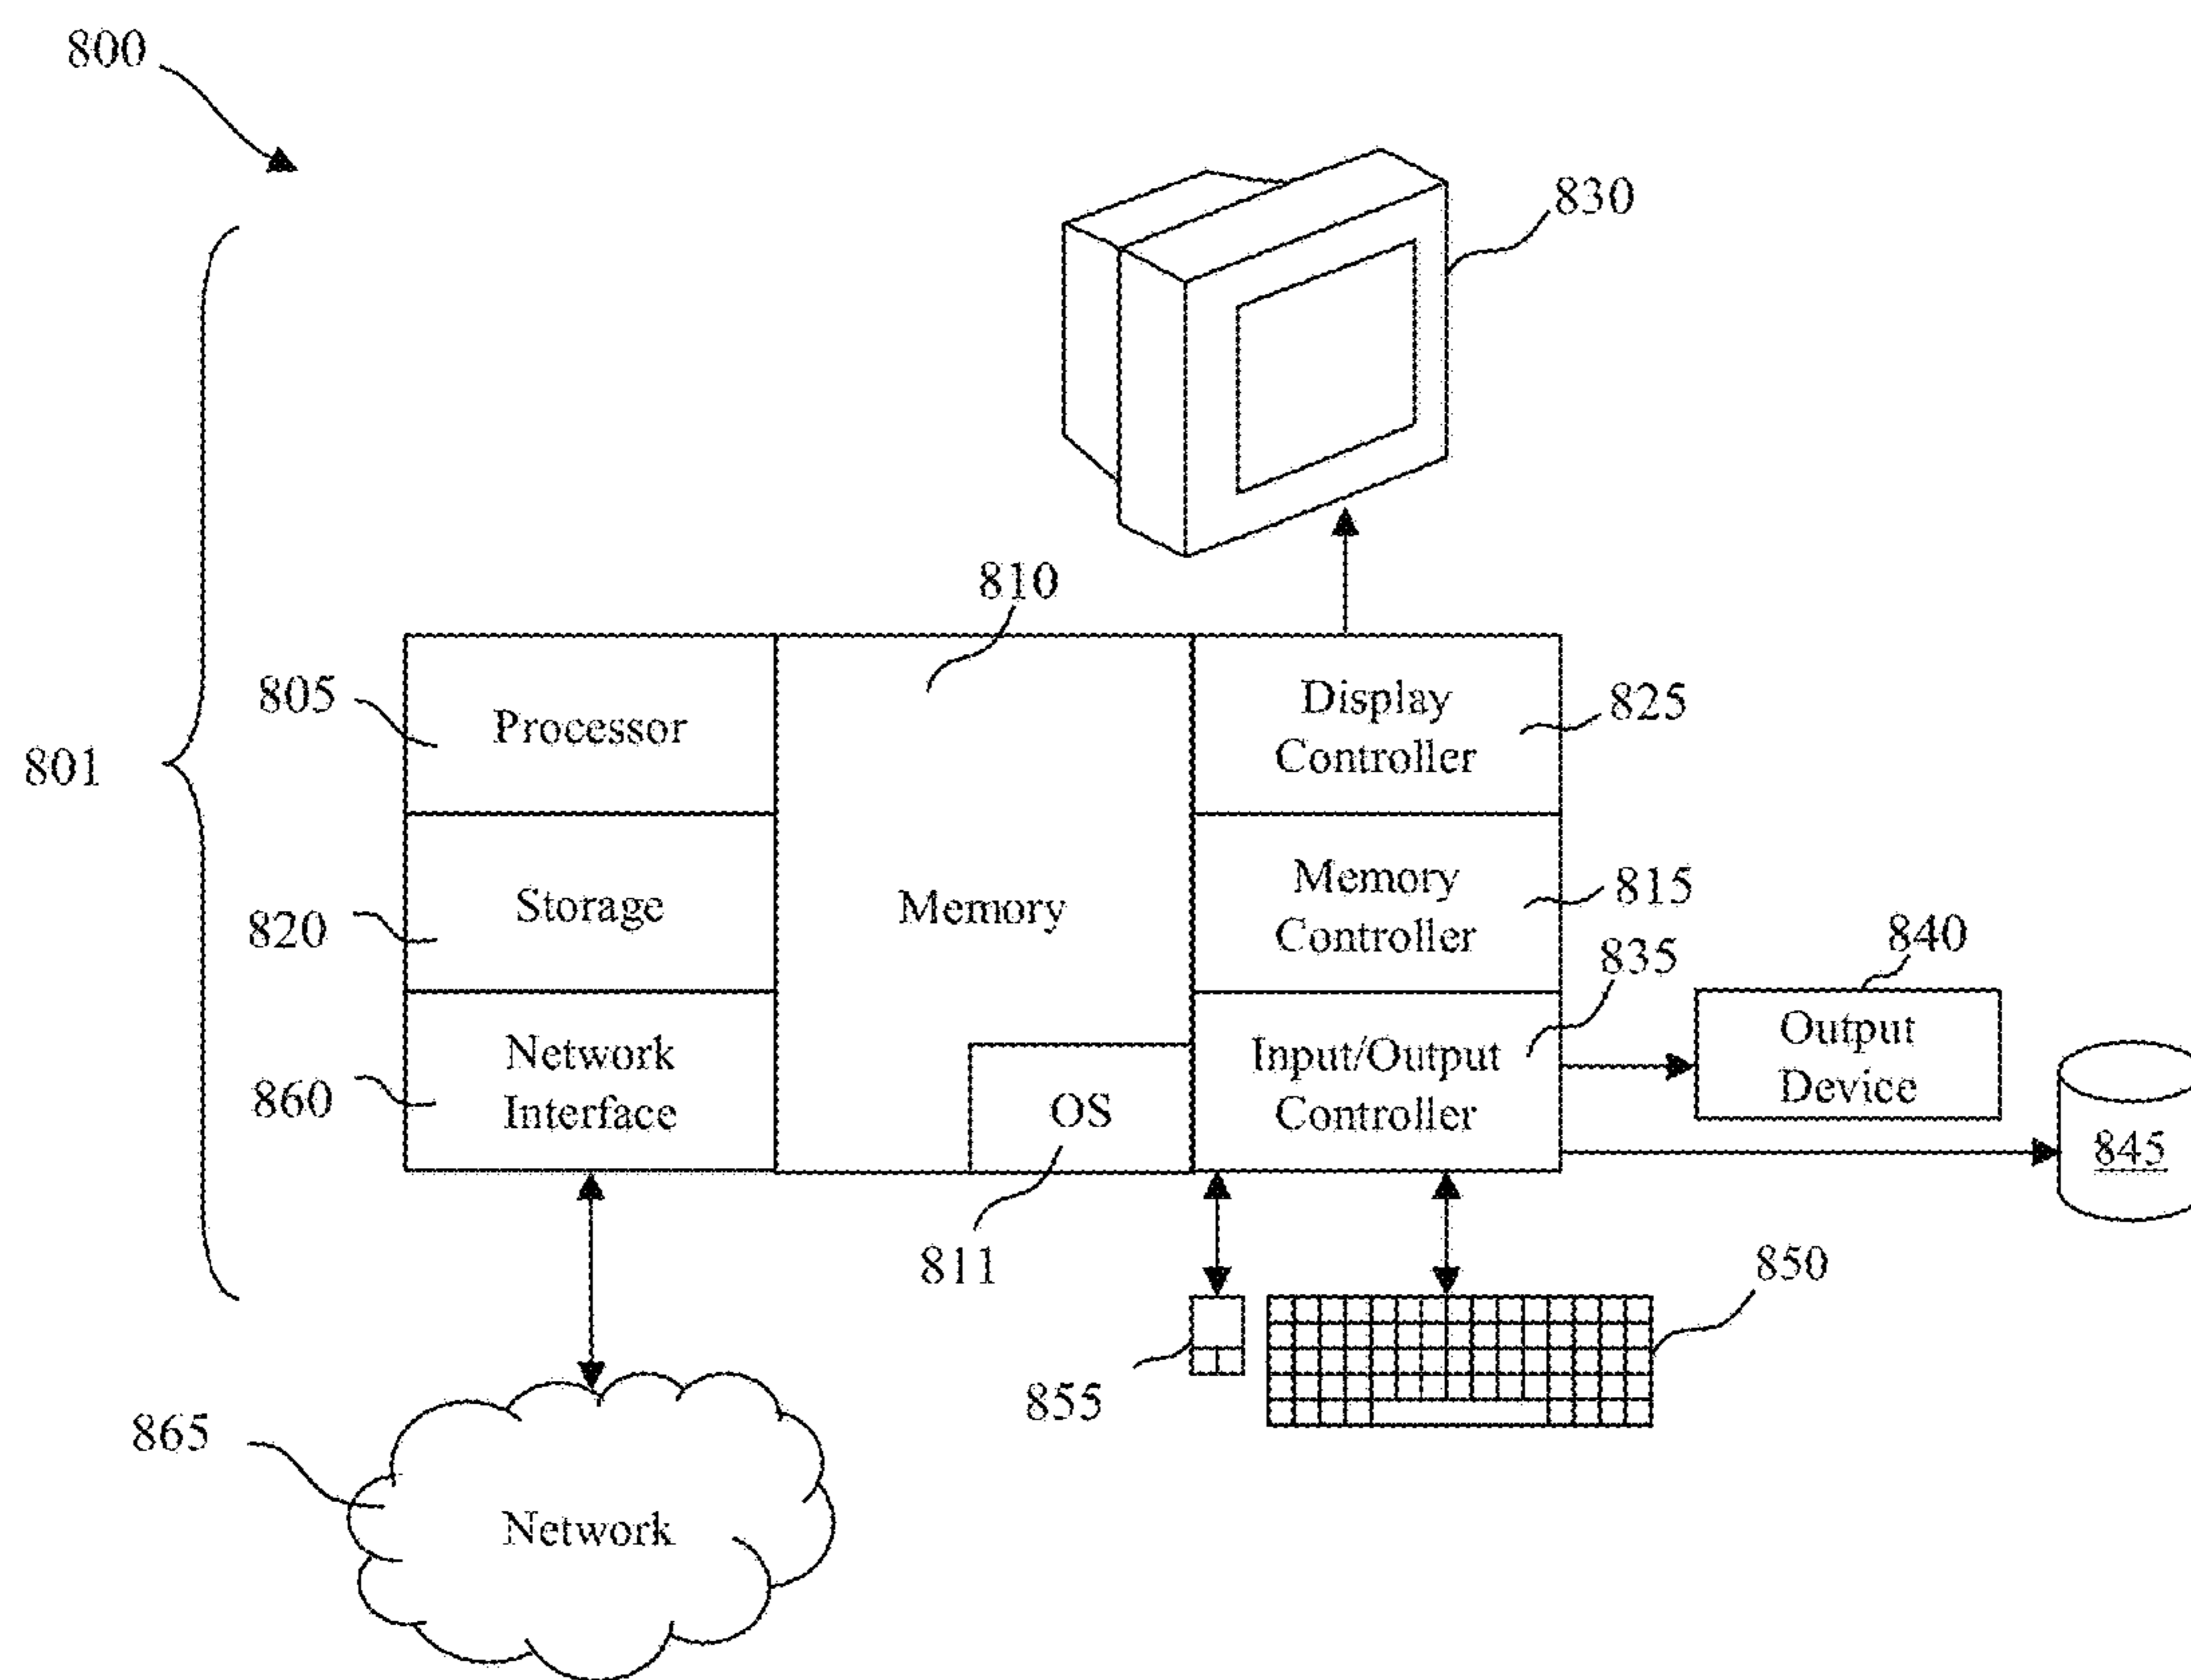 800
830
810
805
Processor
Display
Controller
825
801
820
Storage
Memory
Memory
Controller
815
835
840
Output
Device
860
Network
Interface
OS
Input/Output
Controller
845
811
850
855
865
Network